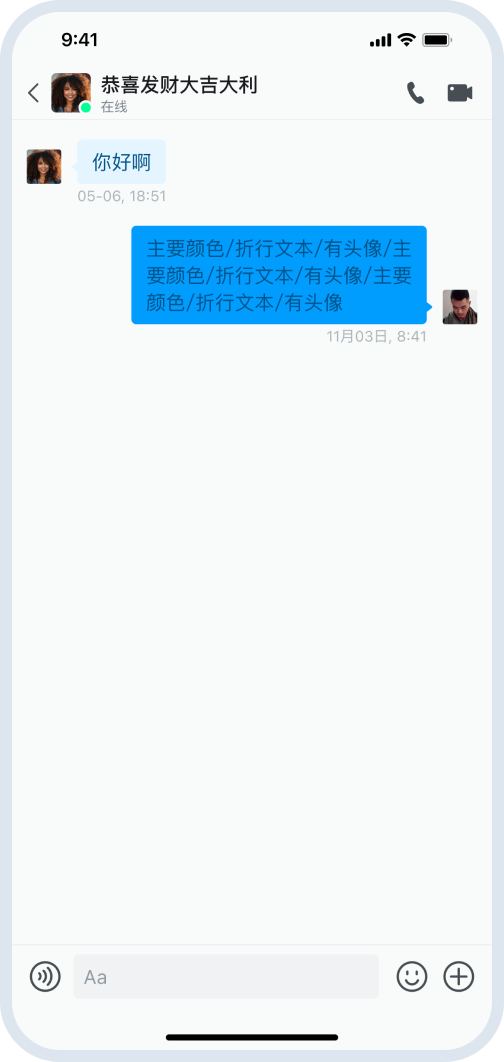 9:41
恭喜发财大吉大利
在线
你好啊
05-06, 18:51
主要颜色/折行文本/有头像/主
要颜色/折行文本/有头像/主要
颜色/折行文本/有头像
11月03日, 8:41
Aa